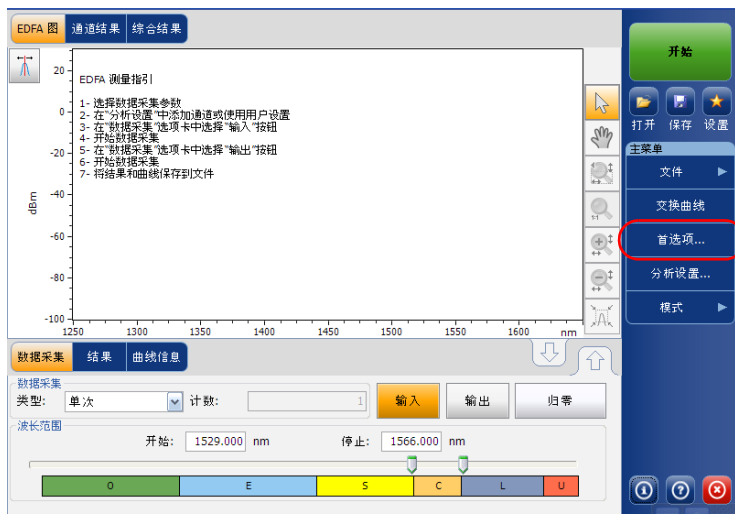 EDFA 图 通道结果 综合结果
EDFA 测量指引
1- 选择数据采集参数
2- 在"分析设置"中添加通道或使用用户设置
3- 在"数据采集"选项卡中选择"输入"按钮
4- 开始数据采集
5- 在"数据采集"选项卡中选择"输出"按钮
6- 开始数据采集
7- 将结果和曲线保存到文件
20
0
-20
-40
-60
-80
-100
dBm
1250 1300 1350 1400 1450 1500 1550 1600 nm
1:1
开始
打开 保存 设置
主菜单
文件
交换曲线
首选项...
分析设置...
模式
数据采集 结果 曲线信息
数据采集
类型: 单次 计数: 1 输入 输出 归零
波长范围
开始: 1529.000 nm 停止: 1566.000 nm
O E S C L U